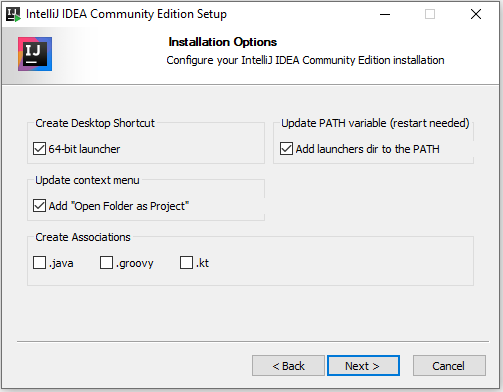 IntelliJ IDEA Community Edition Setup
IJ
Installation Options
Configure your IntelliJ IDEA Community Edition installation
Create Desktop Shortcut
64-bit launcher
Update PATH variable (restart needed)
Add launchers dir to the PATH
Update context menu
Add "Open Folder as Project"
Create Associations
.java .groovy .kt
< Back Next > Cancel